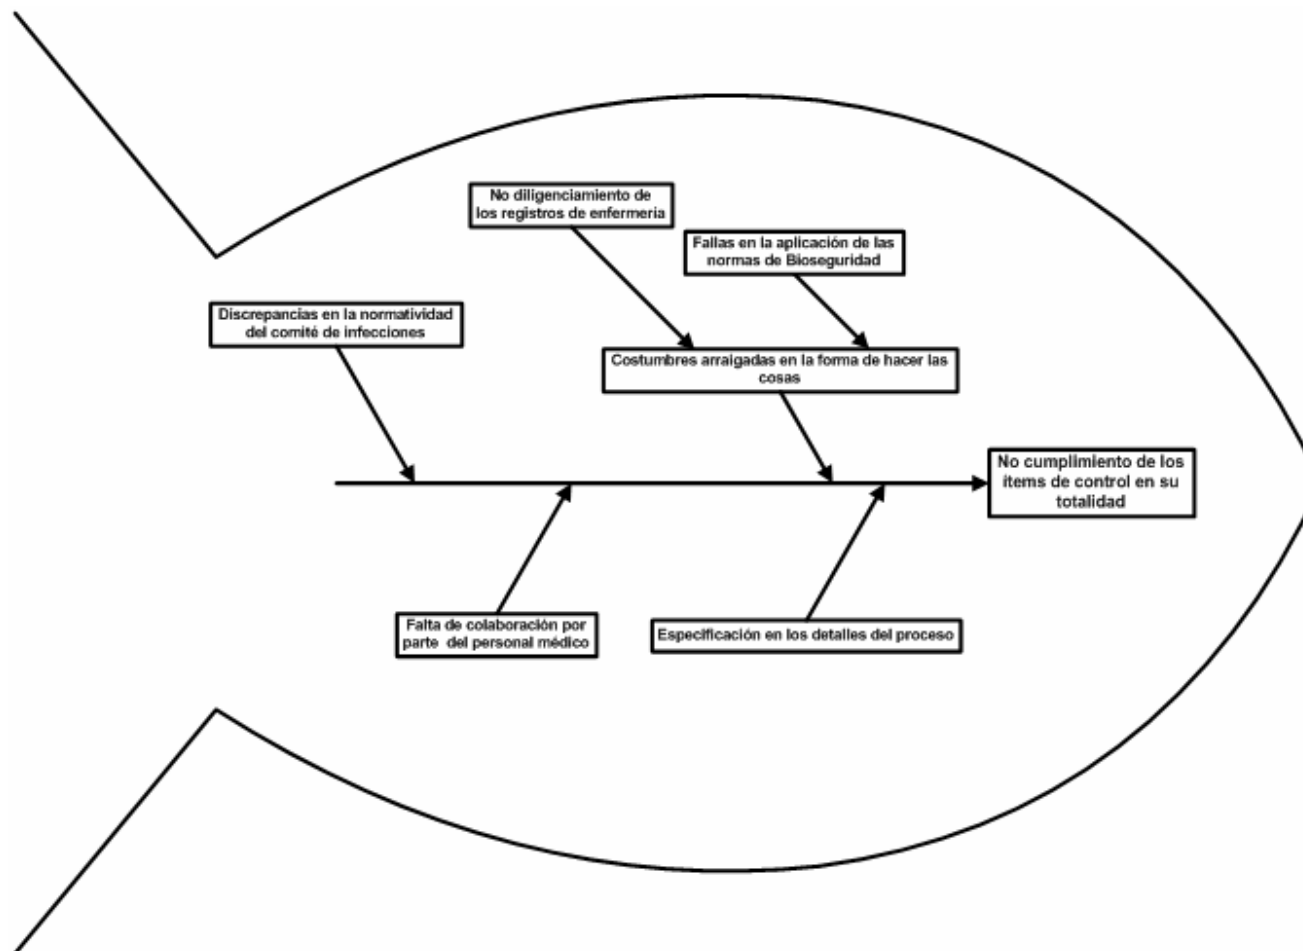 No diligenciamiento de
los registros de enfermeria
Fallas en la aplicación de las
normas de Bioseguridad
Discrepancias en la normatividad
del comité de infecciones
Costumbres arraigadas en la forma de hacer las
cosas
No cumplimiento de los
items de control en su
totalidad
Falta de colaboración por
parte del personal médico
Especificación en los detalles del proceso